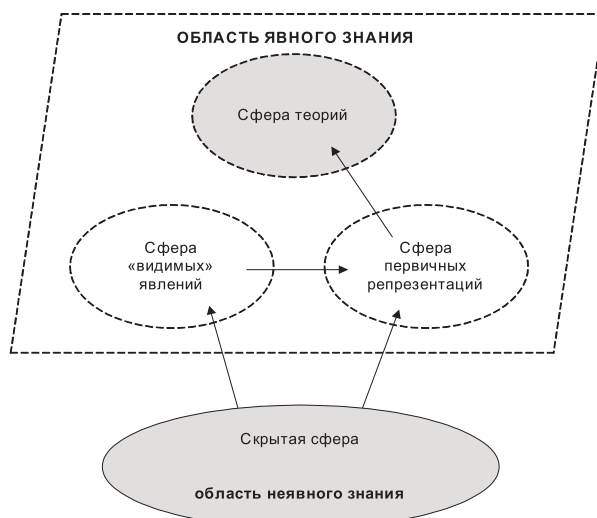 ОБЛАСТЬ ЯВНОГО ЗНАНИЯ
Сфера теорий
Сфера
«видимых»
явлений
Сфера
первичных
репрезентаций
Скрытая сфера
область неявного знания